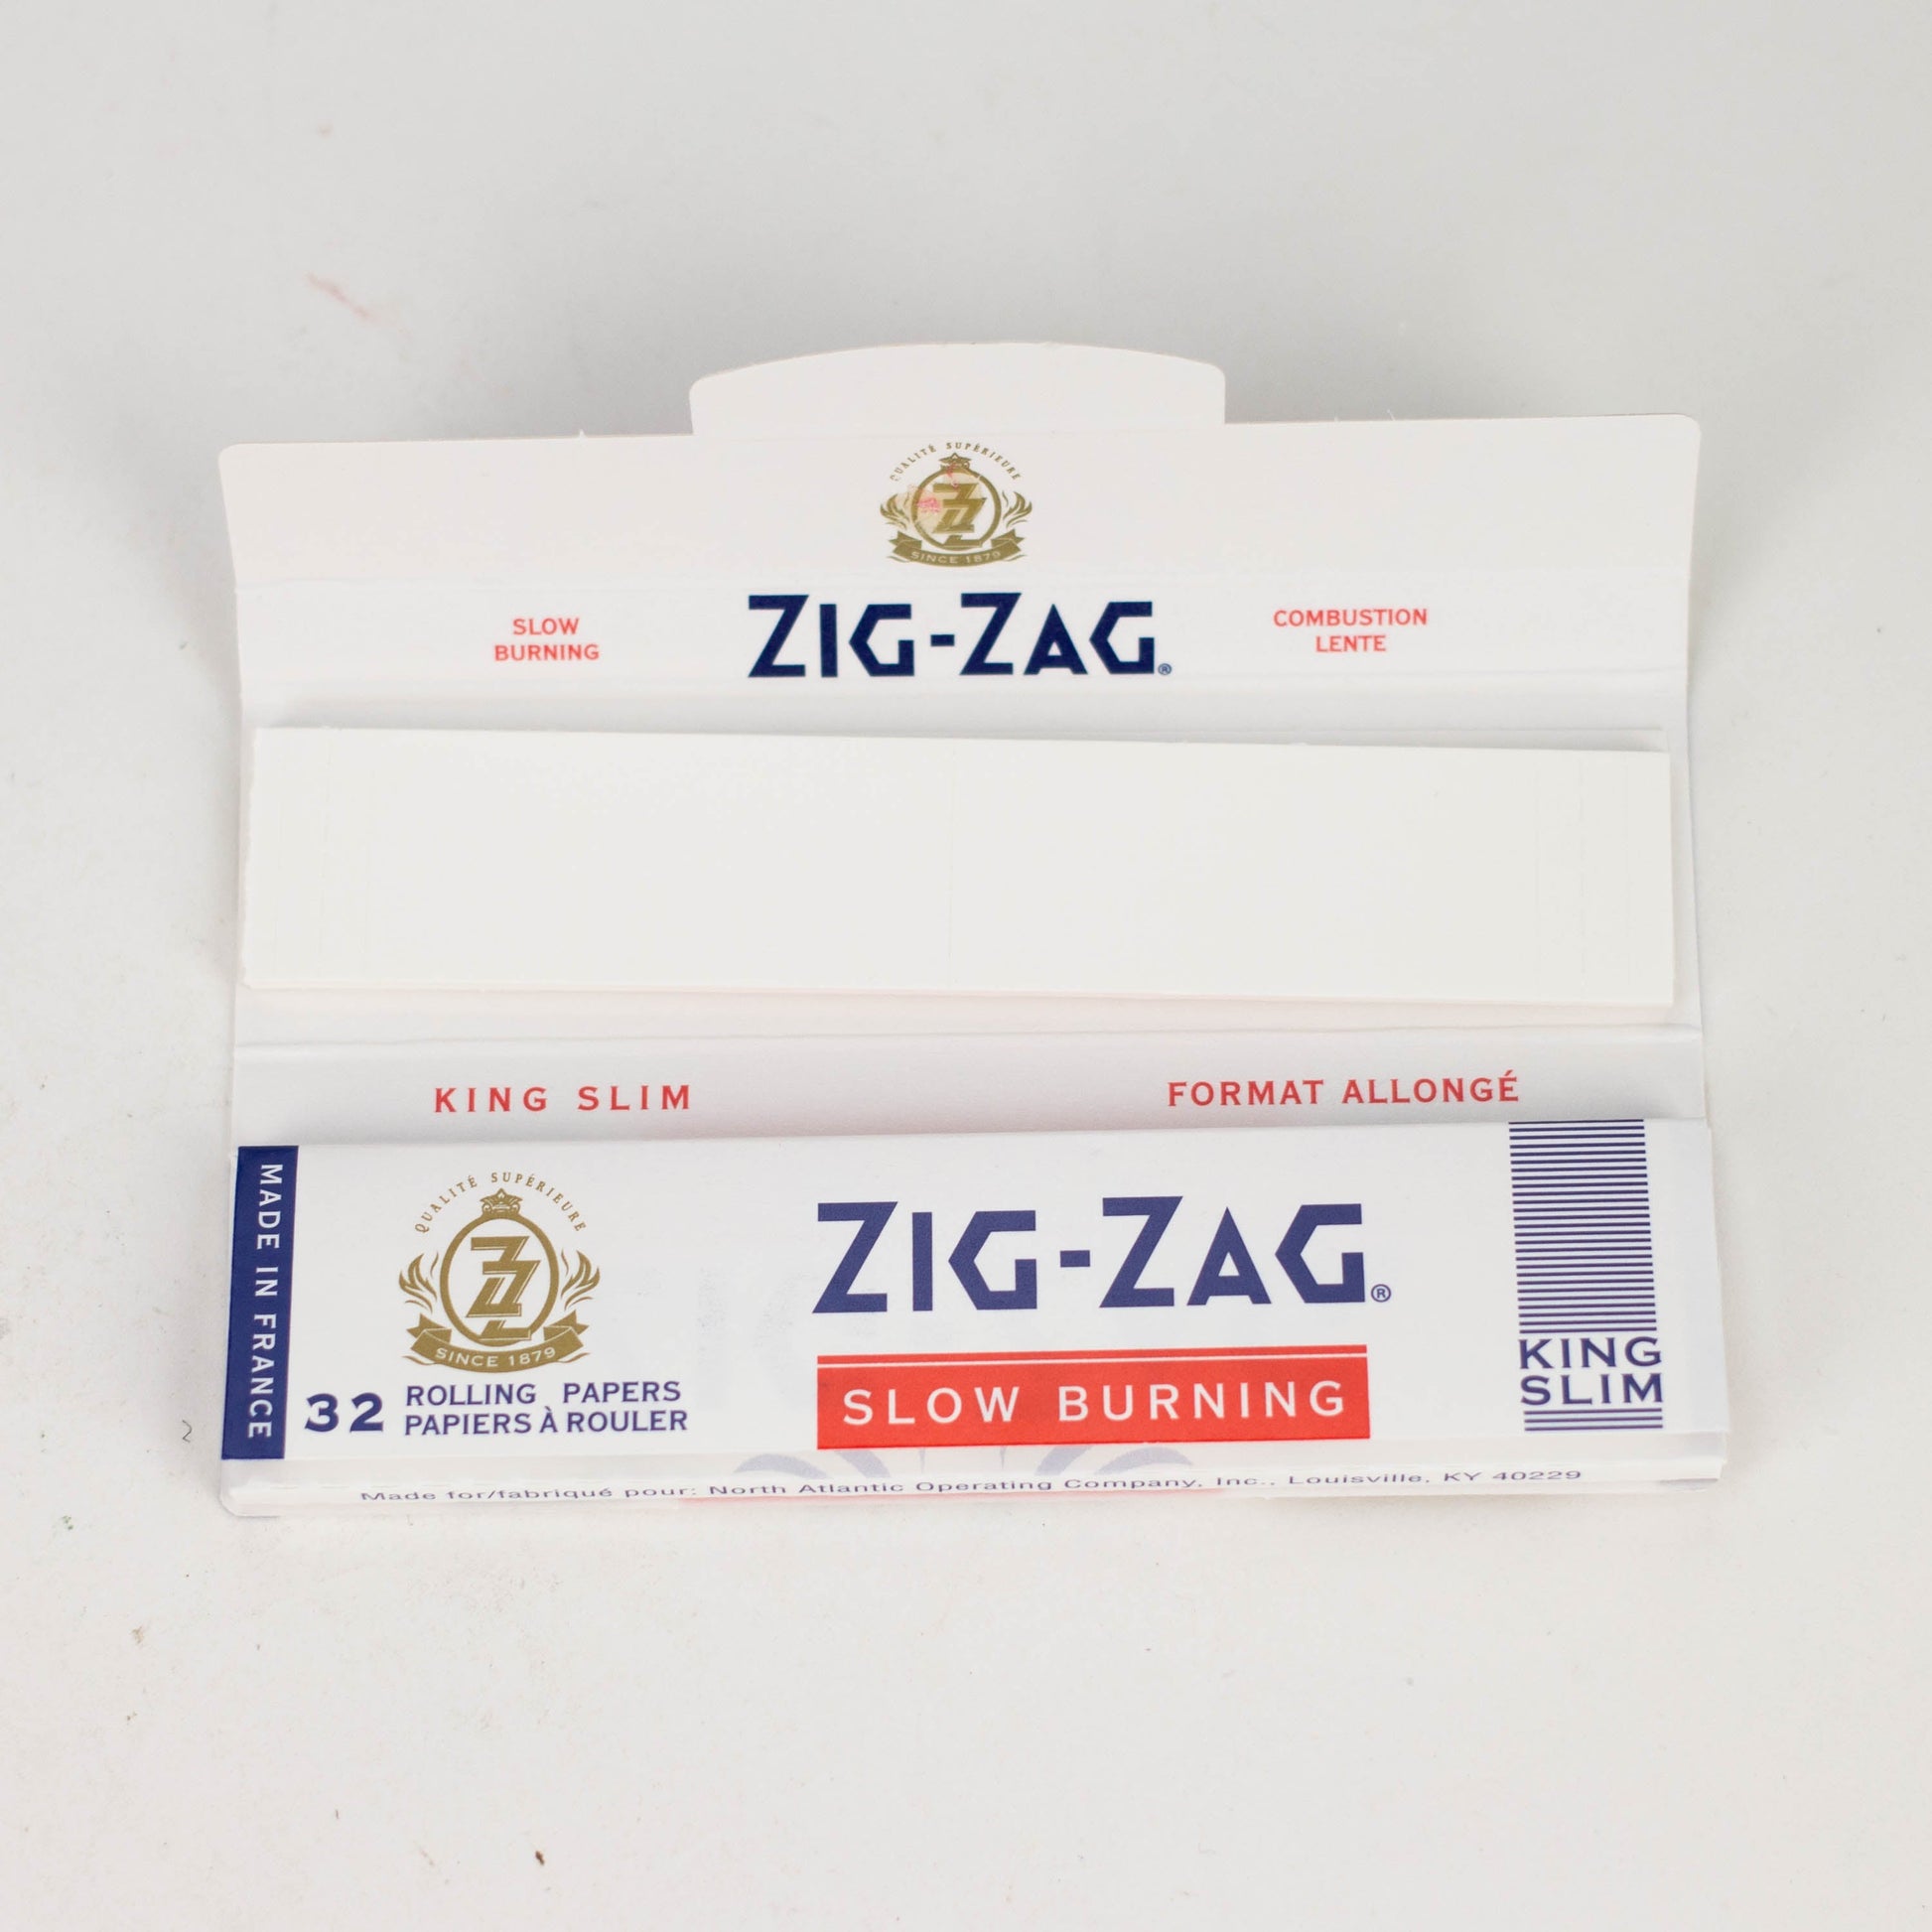 QUALITÉ SUPÉRIEURE
ZZ
SINCE 1879
SLOW
BURNING
ZIG-ZAG®
COMBUSTION
LENTE
KING SLIM
FORMAT ALLONGÉ
MADE IN FRANCE
QUALITÉ SUPÉRIEURE
ZZ
SINCE 1879
32 ROLLING PAPERS
PAPIERS À ROULER
ZIG-ZAG®
SLOW BURNING
KING
SLIM
Made for/fabriqué pour: North Atlantic Operating Company, Inc., Louisville, KY 40229